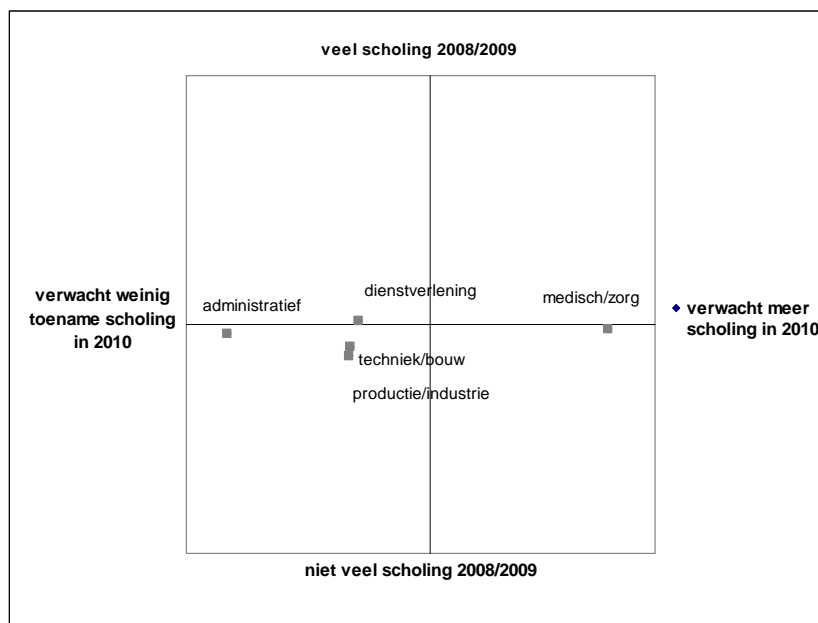 veel scholing 2008/2009
dienstverlening
medisch/zorg
administratief
verwacht weinig
toename scholing
in 2010
verwacht meer
scholing in 2010
techniek/bouw
productie/industrie
niet veel scholing 2008/2009